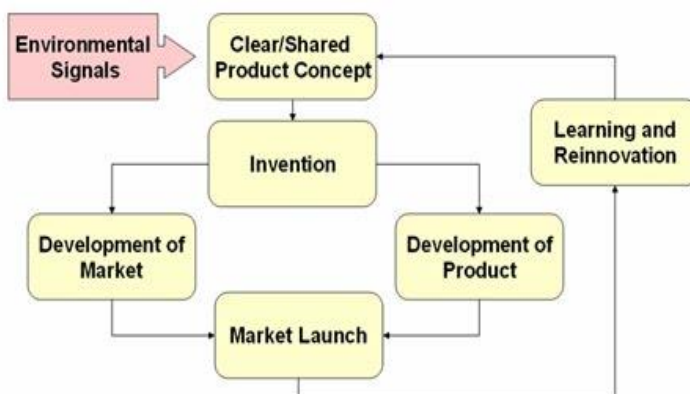 Environmental
Signals
Clear/Shared
Product Concept
Learning and
Reinnovation
Invention
Development of
Market
Development of
Product
Market Launch